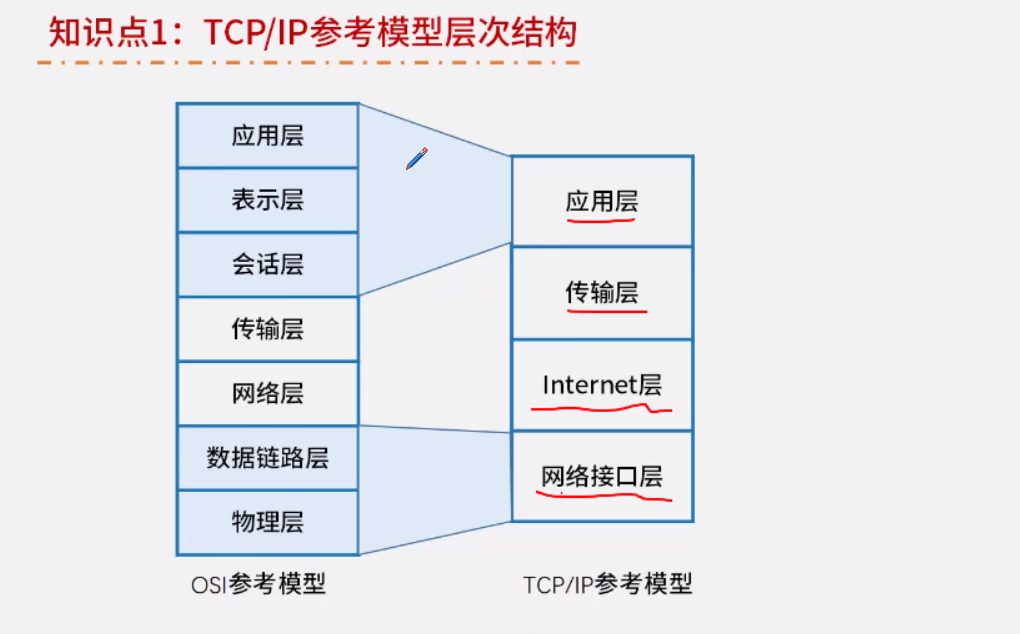 知识点1：TCP/IP参考模型层次结构
应用层
表示层
会话层
传输层
网络层
数据链路层
物理层
OSI参考模型
应用层
传输层
Internet层
网络接口层
TCP/IP参考模型